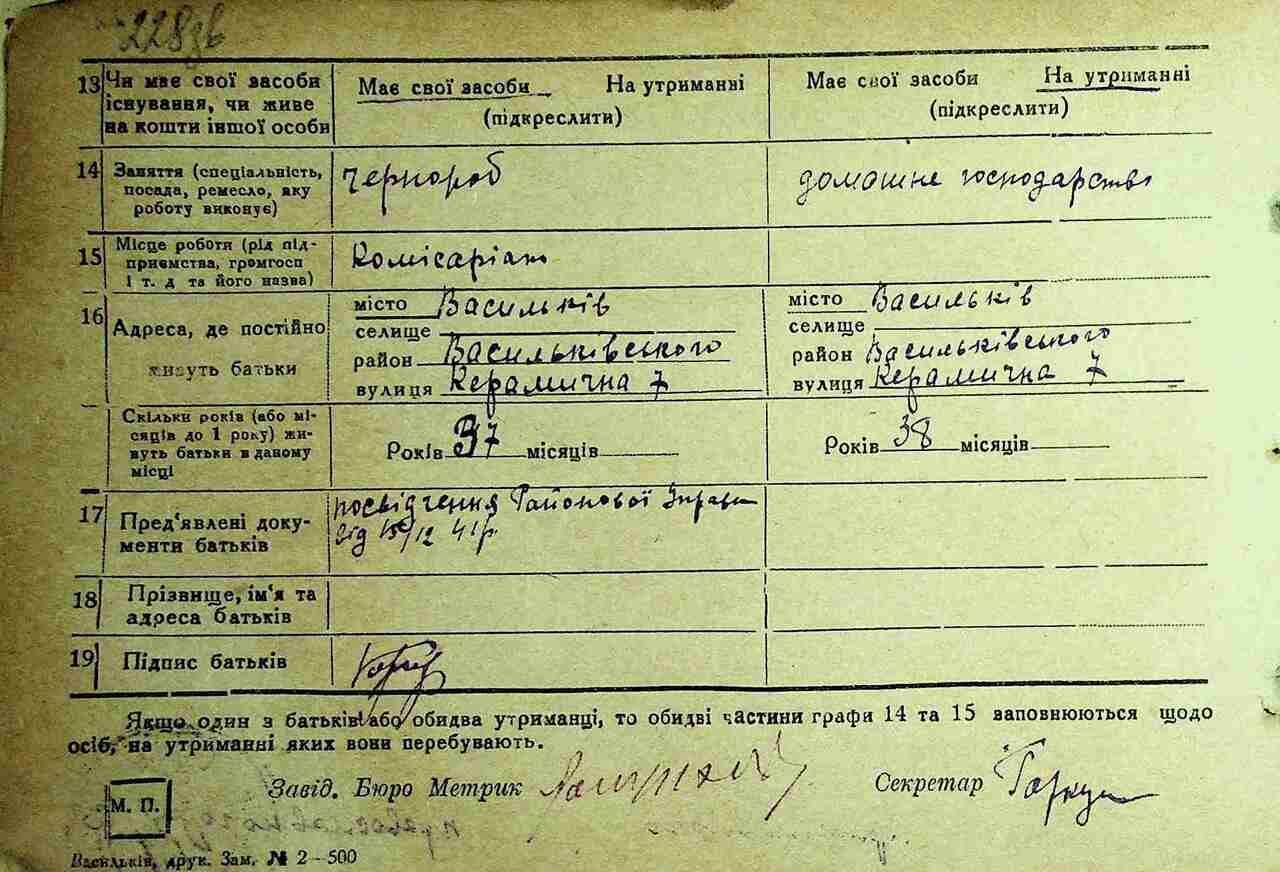 228зв
13 Чи має свої засоби існування, чи живе на кошти іншої особи
Має свої засоби На утриманні
(підкреслити)
Має свої засоби На утриманні
(підкреслити)
14 Заняття (спеціальність, посада, ремесло, яку роботу виконує)
чернороб
домашне господарство
15 Місце роботи (рід підприємства, громгосп і т. д та його назва)
Комісаріат
16 Адреса, де постійно живуть батьки
місто Васильків
селище
район Васильківського
вулиця Керамична 7
місто Васильків
селище
район Васильківського
вулиця Керамична 7
Скільки років (або місяців до 1 року) живуть батьки в даному місці
Років 37 місяців
Років 38 місяців
17 Пред'явлені документи батьків
посвідчення Районової Управи
від 15/12 41р.
18 Прізвище, ім'я та адреса батьків
19 Підпис батьків
Якщо один з батьків або обидва утриманці, то обидві частини графи 14 та 15 заповнюються щодо
осіб, на утриманні яких вони перебувають.
Завід. Бюро Метрик
Секретар
М. П.
Васильків, друк. Зам. № 2—500